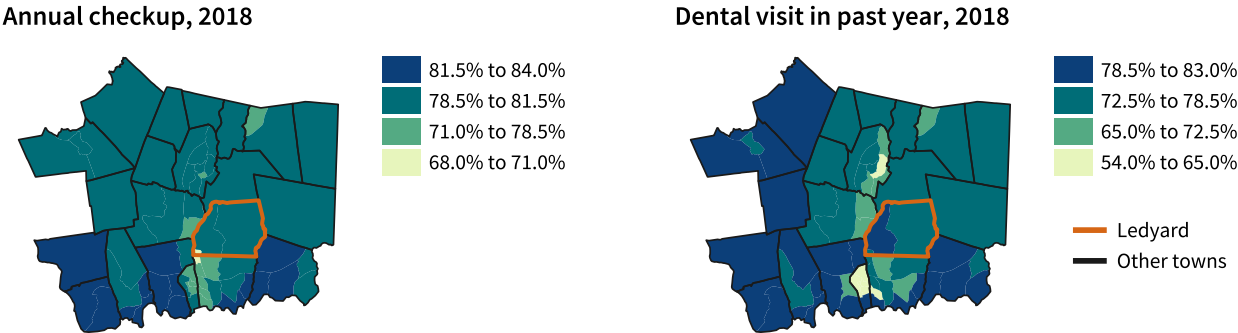 Annual checkup, 2018
81.5% to 84.0%
78.5% to 81.5%
71.0% to 78.5%
68.0% to 71.0%
Dental visit in past year, 2018
78.5% to 83.0%
72.5% to 78.5%
65.0% to 72.5%
54.0% to 65.0%
Ledyard
Other towns